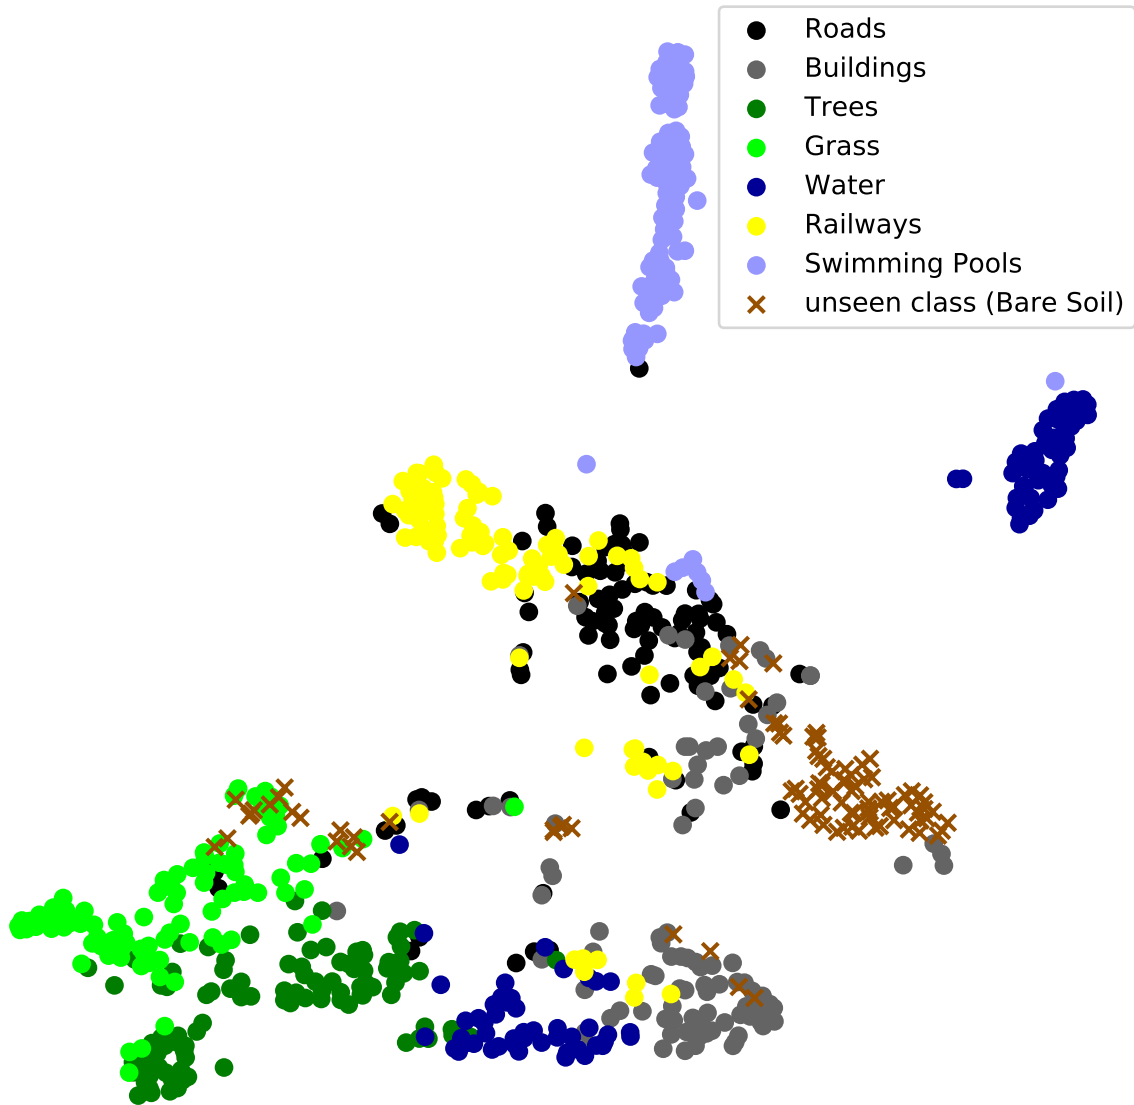 Roads
Buildings
Trees
Grass
Water
Railways
Swimming Pools
unseen class (Bare Soil)